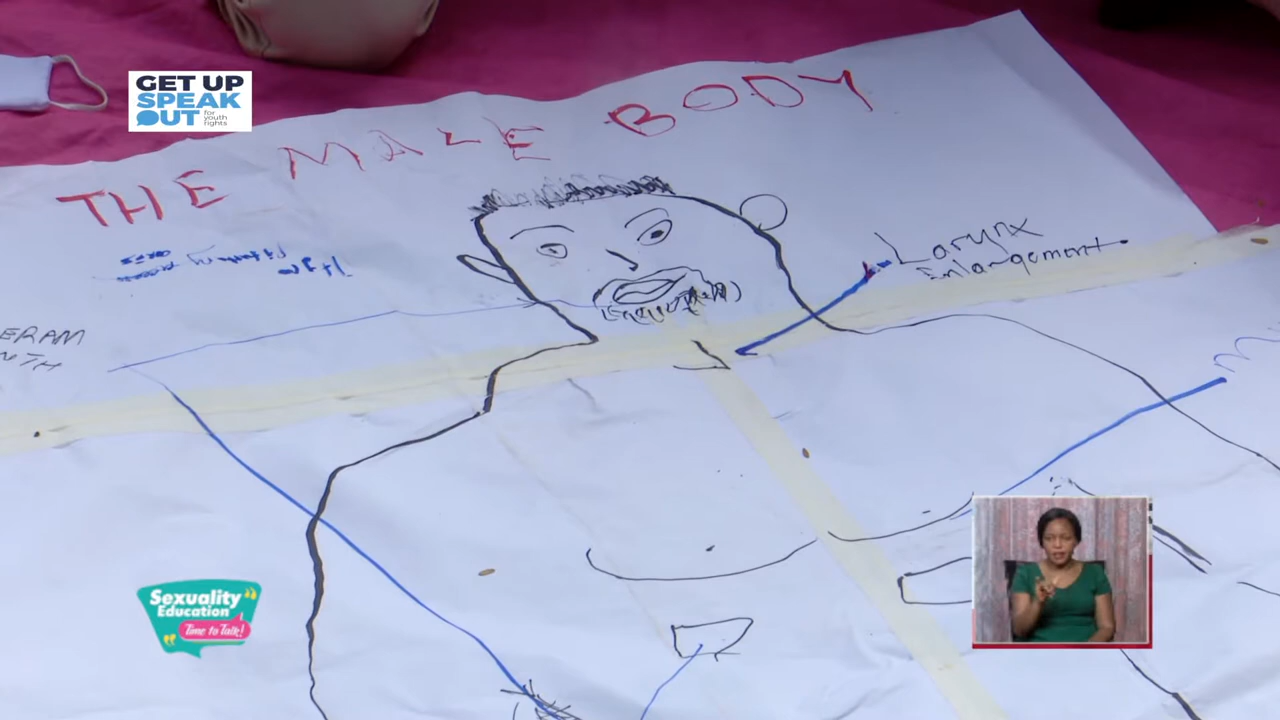 GET UP
SPEAK
OUT for youth rights
THE MALE BODY
Larynx
Enlargement
Sexuality
Education
Time to Talk!